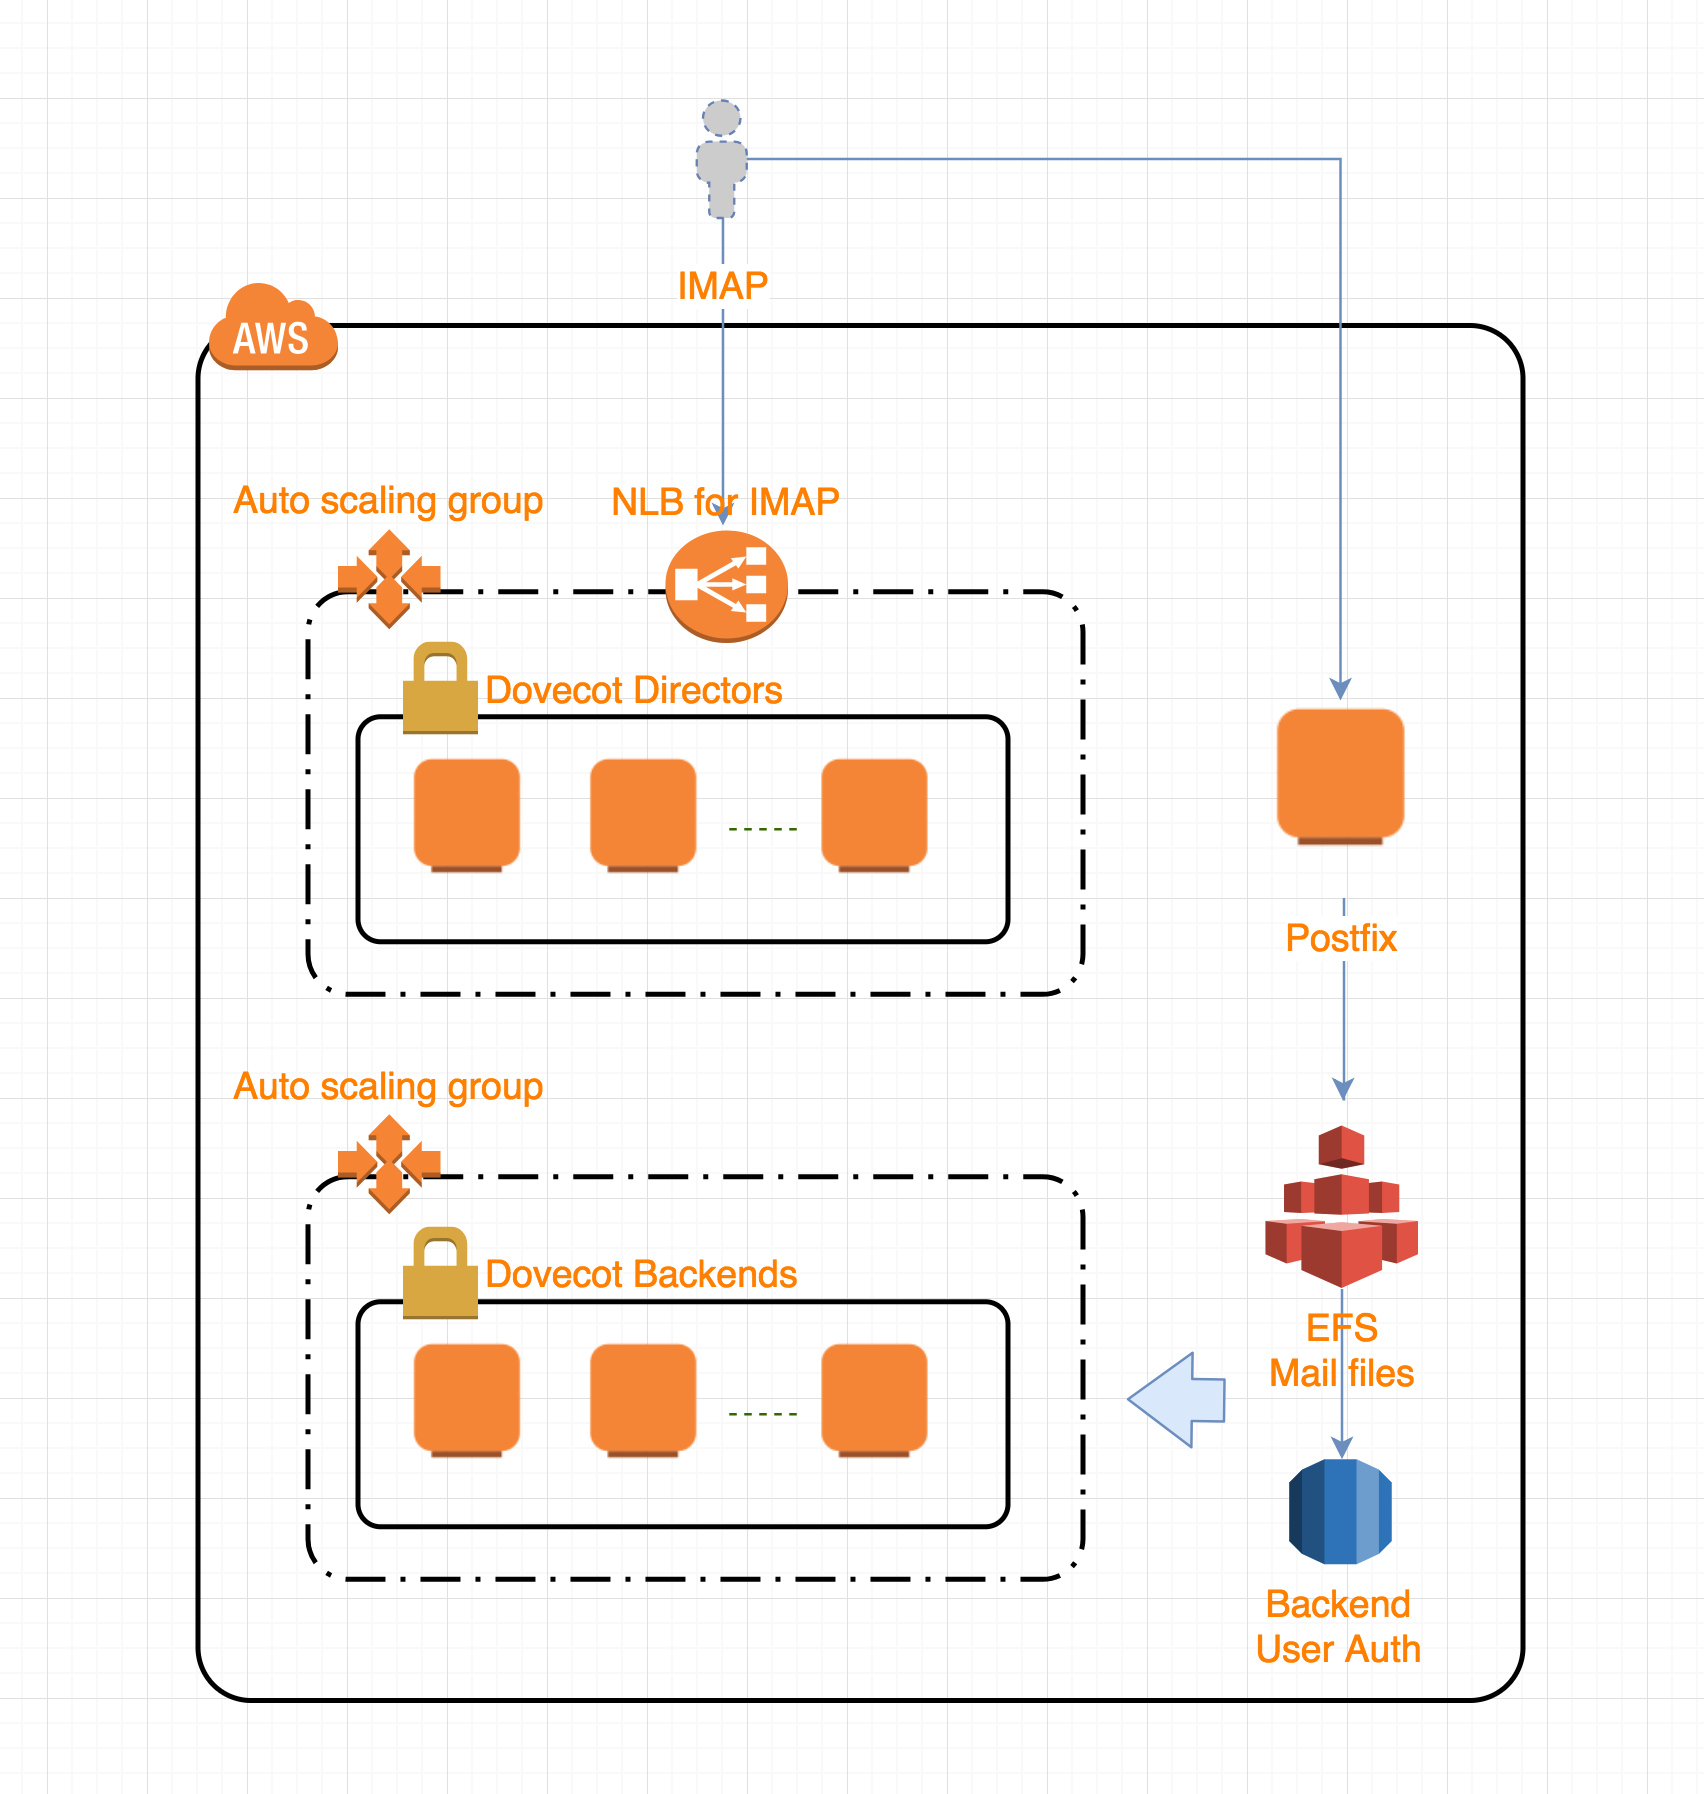 IMAP
AWS
Auto scaling group
NLB for IMAP
Dovecot Directors
Postfix
Auto scaling group
Dovecot Backends
EFS
Mail files
Backend
User Auth